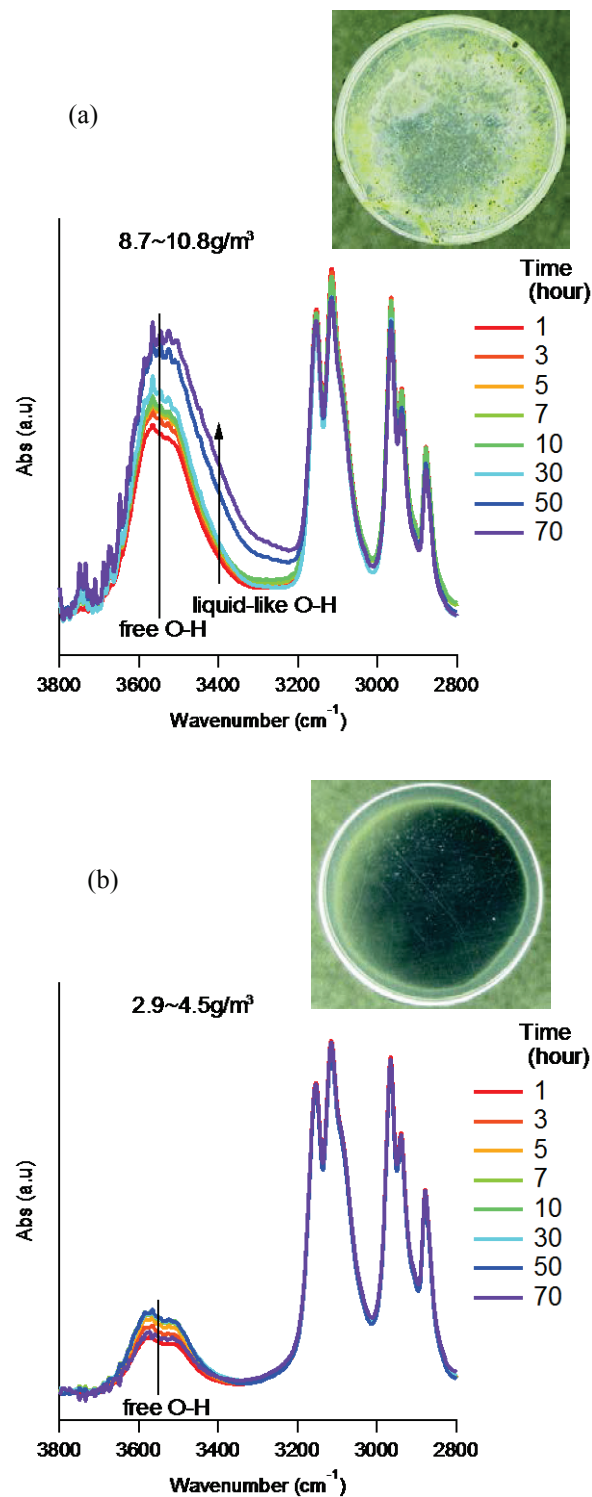 (a)
8.7~10.8g/m³
Time
(hour)
1
3
5
7
10
30
50
70
Abs (a.u)
liquid-like O-H
free O-H
3800 3600 3400 3200 3000 2800
Wavenumber (cm⁻¹)
(b)
2.9~4.5g/m³
Time
(hour)
1
3
5
7
10
30
50
70
Abs (a.u)
free O-H
3800 3600 3400 3200 3000 2800
Wavenumber (cm⁻¹)